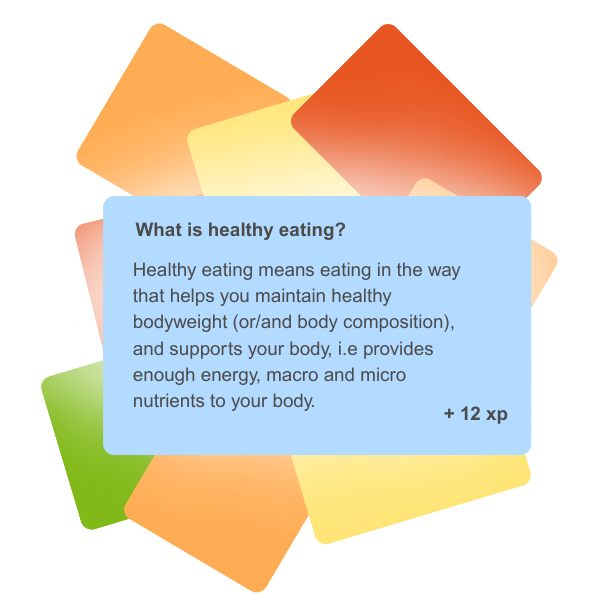 What is healthy eating?
Healthy eating means eating in the way
that helps you maintain healthy
bodyweight (or/and body composition),
and supports your body, i.e provides
enough energy, macro and micro
nutrients to your body.
+ 12 xp